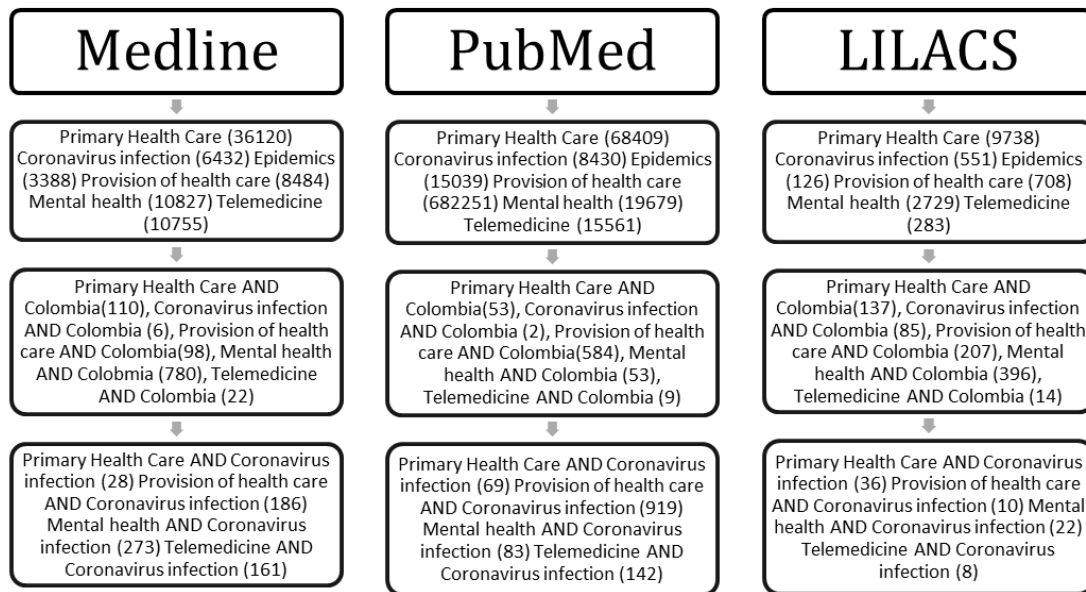 Medline
Primary Health Care (36120)
Coronavirus infection (6432) Epidemics
(3388) Provision of health care (8484)
Mental health (10827) Telemedicine
(10755)
Primary Health Care AND
Colombia(110), Coronavirus infection
AND Colombia (6), Provision of health
care AND Colombia(98), Mental health
AND Colobmia (780), Telemedicine
AND Colombia (22)
Primary Health Care AND Coronavirus
infection (28) Provision of health care
AND Coronavirus infection (186)
Mental health AND Coronavirus
infection (273) Telemedicine AND
Coronavirus infection (161)
PubMed
Primary Health Care (68409)
Coronavirus infection (8430) Epidemics
(15039) Provision of health care
(682251) Mental health (19679)
Telemedicine (15561)
Primary Health Care AND
Colombia(53), Coronavirus infection
AND Colombia (2), Provision of health
care AND Colombia(584), Mental
health AND Colombia (53),
Telemedicine AND Colombia (9)
Primary Health Care AND Coronavirus
infection (69) Provision of health care
AND Coronavirus infection (919)
Mental health AND Coronavirus
infection (83) Telemedicine AND
Coronavirus infection (142)
LILACS
Primary Health Care (9738)
Coronavirus infection (551) Epidemics
(126) Provision of health care (708)
Mental health (2729) Telemedicine
(283)
Primary Health Care AND
Colombia(137), Coronavirus infection
AND Colombia (85), Provision of health
care AND Colombia (207), Mental
health AND Colombia (396),
Telemedicine AND Colombia (14)
Primary Health Care AND Coronavirus
infection (36) Provision of health care
AND Coronavirus infection (10) Mental
health AND Coronavirus infection (22)
Telemedicine AND Coronavirus
infection (8)